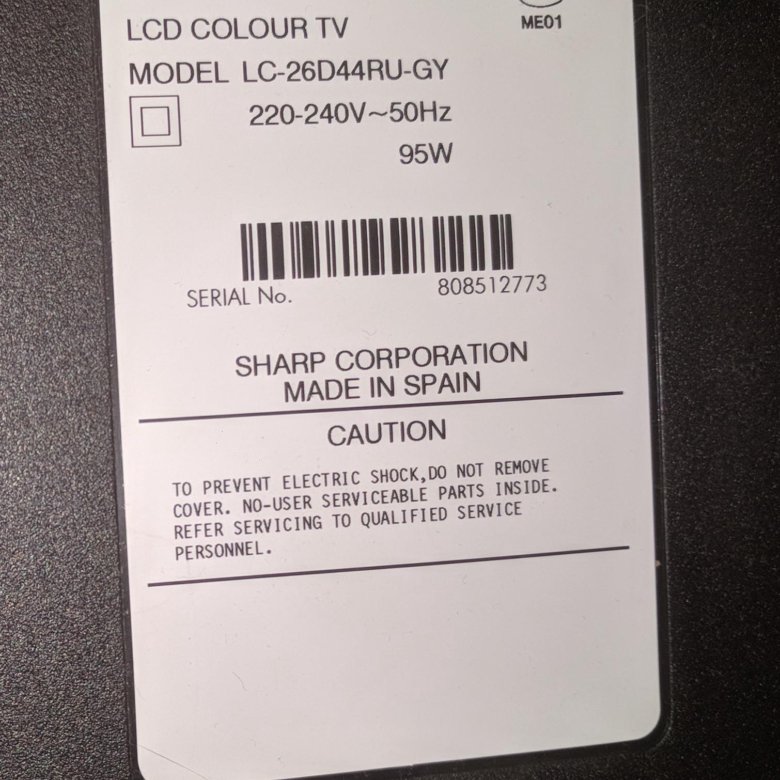 LCD COLOUR TV
ME01
MODEL LC-26D44RU-GY
220-240V~50Hz
95W
SERIAL No. 808512773
SHARP CORPORATION
MADE IN SPAIN
CAUTION
TO PREVENT ELECTRIC SHOCK,DO NOT REMOVE
COVER. NO-USER SERVICEABLE PARTS INSIDE.
REFER SERVICING TO QUALIFIED SERVICE
PERSONNEL.